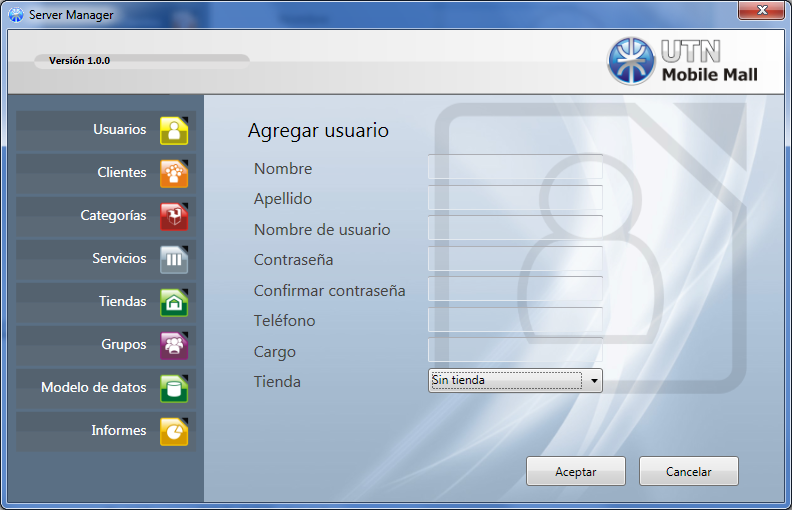 Server Manager
Versión 1.0.0
UTN
Mobile Mall
Usuarios
Clientes
Categorías
Servicios
Tiendas
Grupos
Modelo de datos
Informes
Agregar usuario
Nombre
Apellido
Nombre de usuario
Contraseña
Confirmar contraseña
Teléfono
Cargo
Tienda
Sin tienda
Aceptar
Cancelar